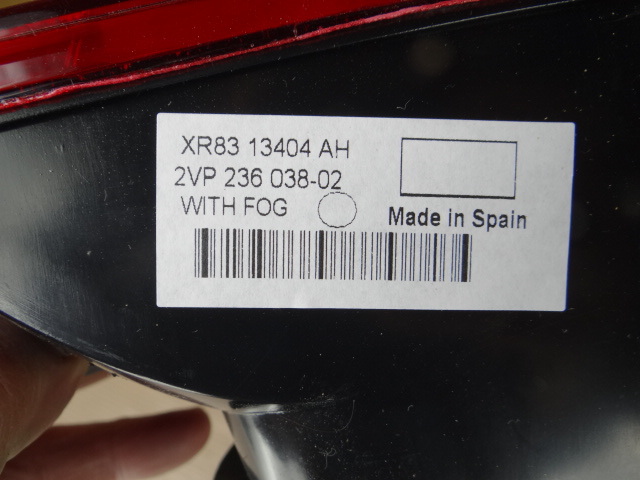 XR83 13404 AH
2VP 236 038-02
WITH FOG
Made in Spain